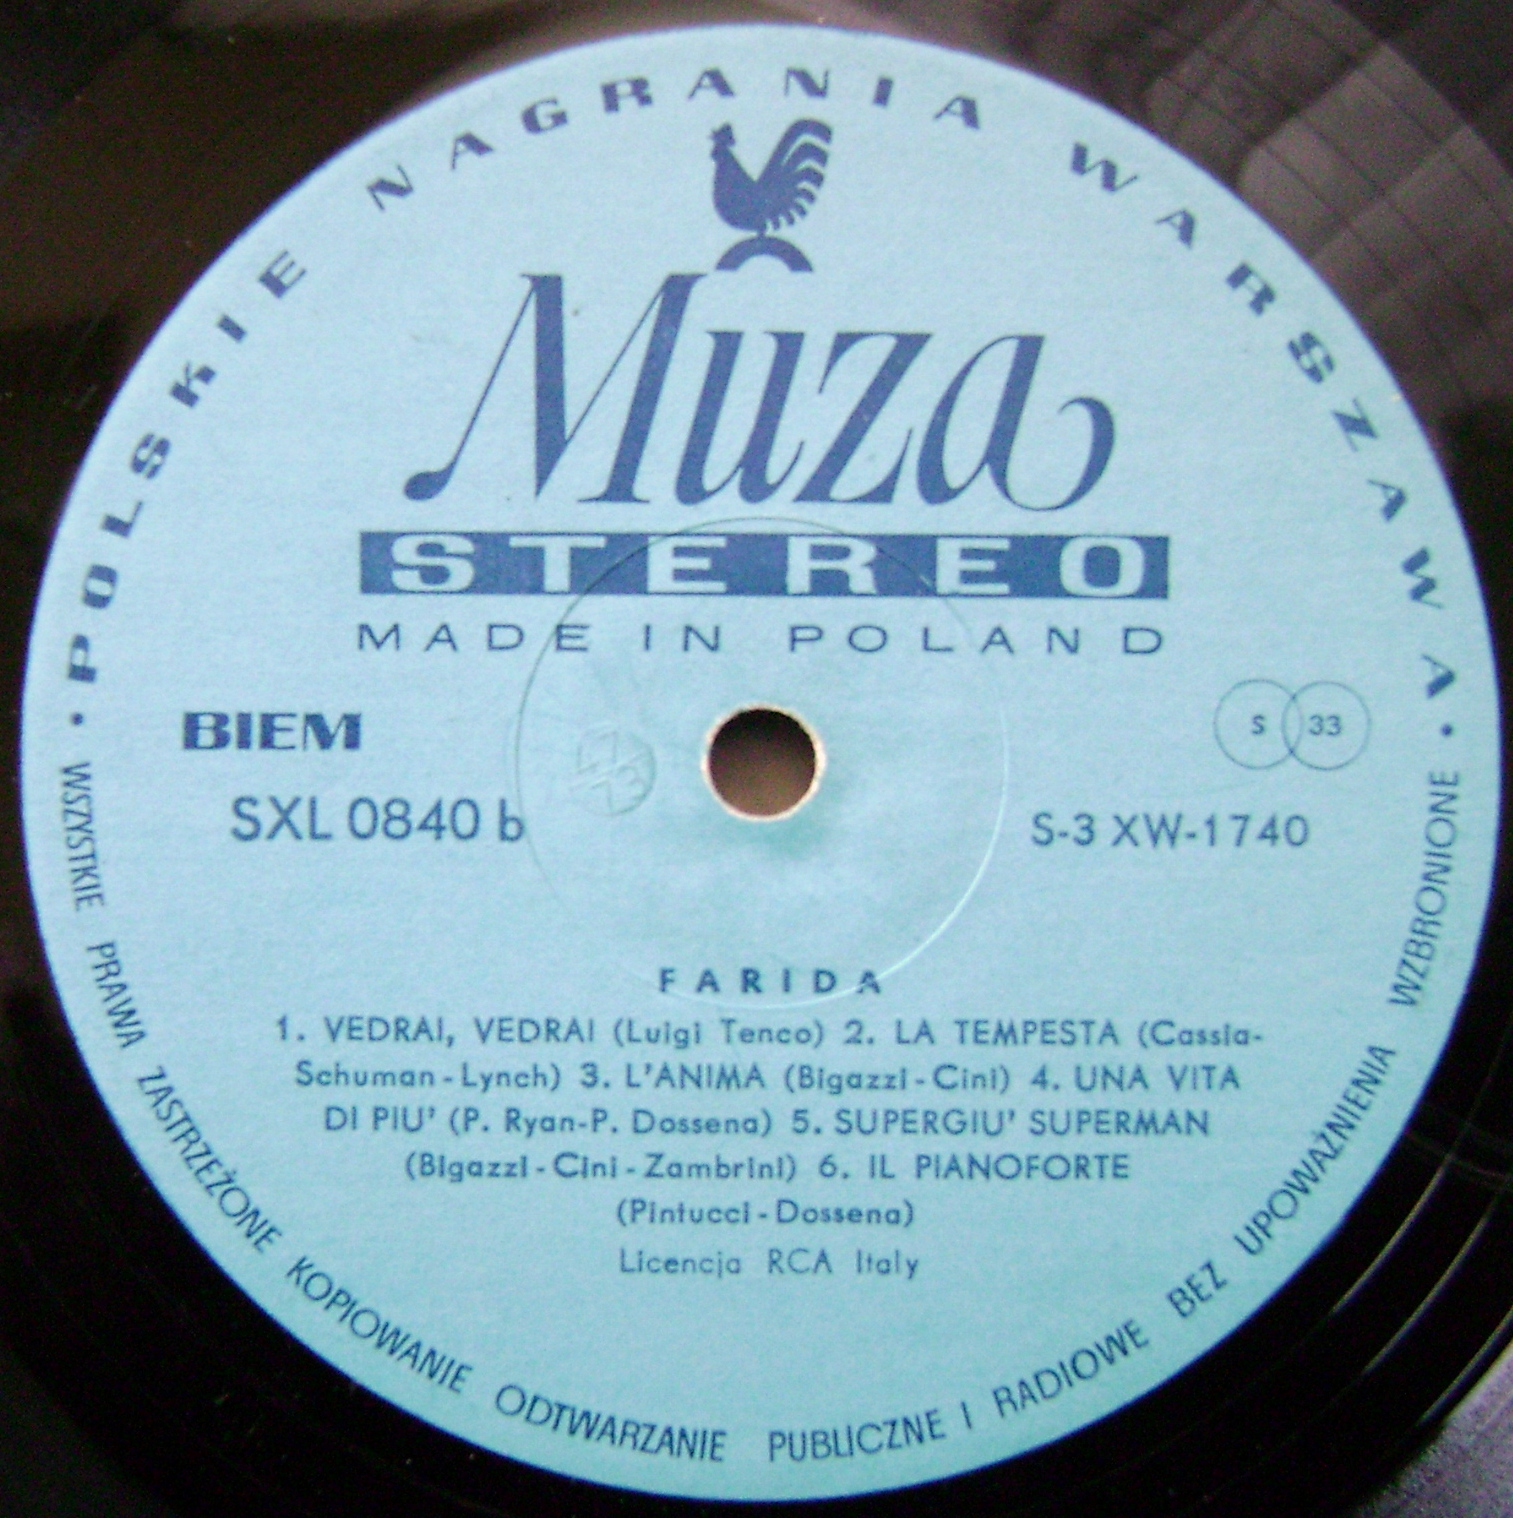 POLSKIE NAGRANIA WARSZAWA
Muza
STEREO
MADE IN POLAND
BIEM
S 33
SXL 0840 b
S-3 XW-1740
FARIDA
1. VEDRAI, VEDRAI (Luigi Tenco) 2. LA TEMPESTA (Cassia-
Schuman-Lynch) 3. L'ANIMA (Bigazzi-Cini) 4. UNA VITA
DI PIU' (P. Ryan-P. Dossena) 5. SUPERGIU' SUPERMAN
(Bigazzi-Cini-Zambrini) 6. IL PIANOFORTE
(Pintucci-Dossena)
Licencja RCA Italy
• WSZYSTKIE PRAWA ZASTRZEŻONE KOPIOWANIE ODTWARZANIE PUBLICZNE I RADIOWE BEZ UPOWAŻNIENIA WZBRONIONE •